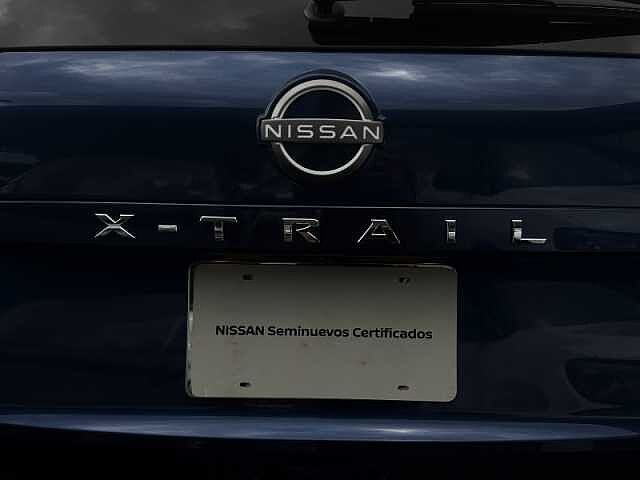 NISSAN
X-TRAIL
NISSAN Seminuevos Certificados